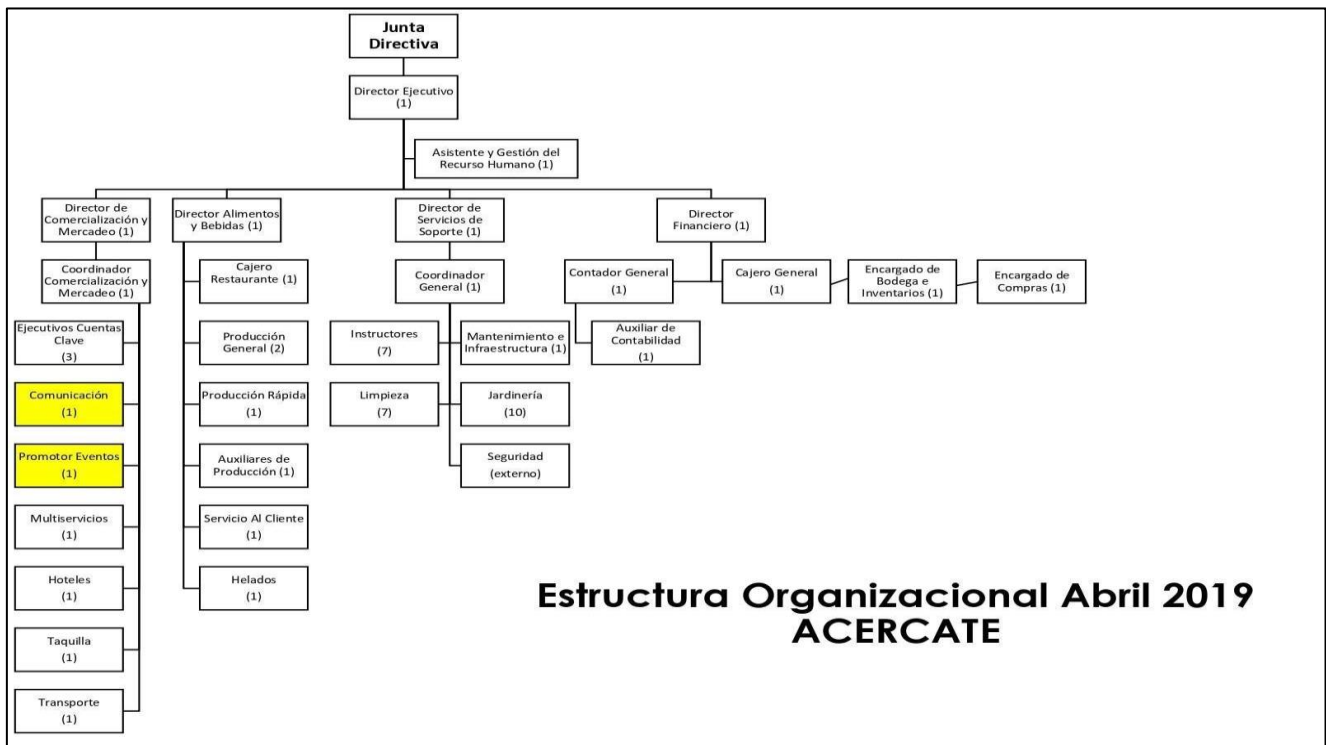 Junta
Directiva
Director Ejecutivo
(1)
Asistente y Gestión del
Recurso Humano (1)
Director de
Comercialización y
Mercadeo (1)
Director Alimentos
y Bebidas (1)
Director de
Servicios de
Soporte (1)
Director
Financiero (1)
Coordinador
Comercialización y
Mercadeo (1)
Cajero
Restaurante (1)
Coordinador
General (1)
Contador General
(1)
Cajero General
(1)
Encargado de
Bodega e
Inventarios (1)
Encargado de
Compras (1)
Ejecutivos Cuentas
Clave
(3)
Producción
General (2)
Instructores
(7)
Mantenimiento e
Infraestructura (1)
Auxiliar de
Contabilidad
(1)
Comunicación
(1)
Producción Rápida
(1)
Limpieza
(7)
Jardinería
(10)
Promotor Eventos
(1)
Auxiliares de
Producción (1)
Seguridad
(externo)
Multiservicios
(1)
Servicio Al Cliente
(1)
Hoteles
(1)
Helados
(1)
Taquilla
(1)
Transporte
(1)
Estructura Organizacional Abril 2019
ACERCATE